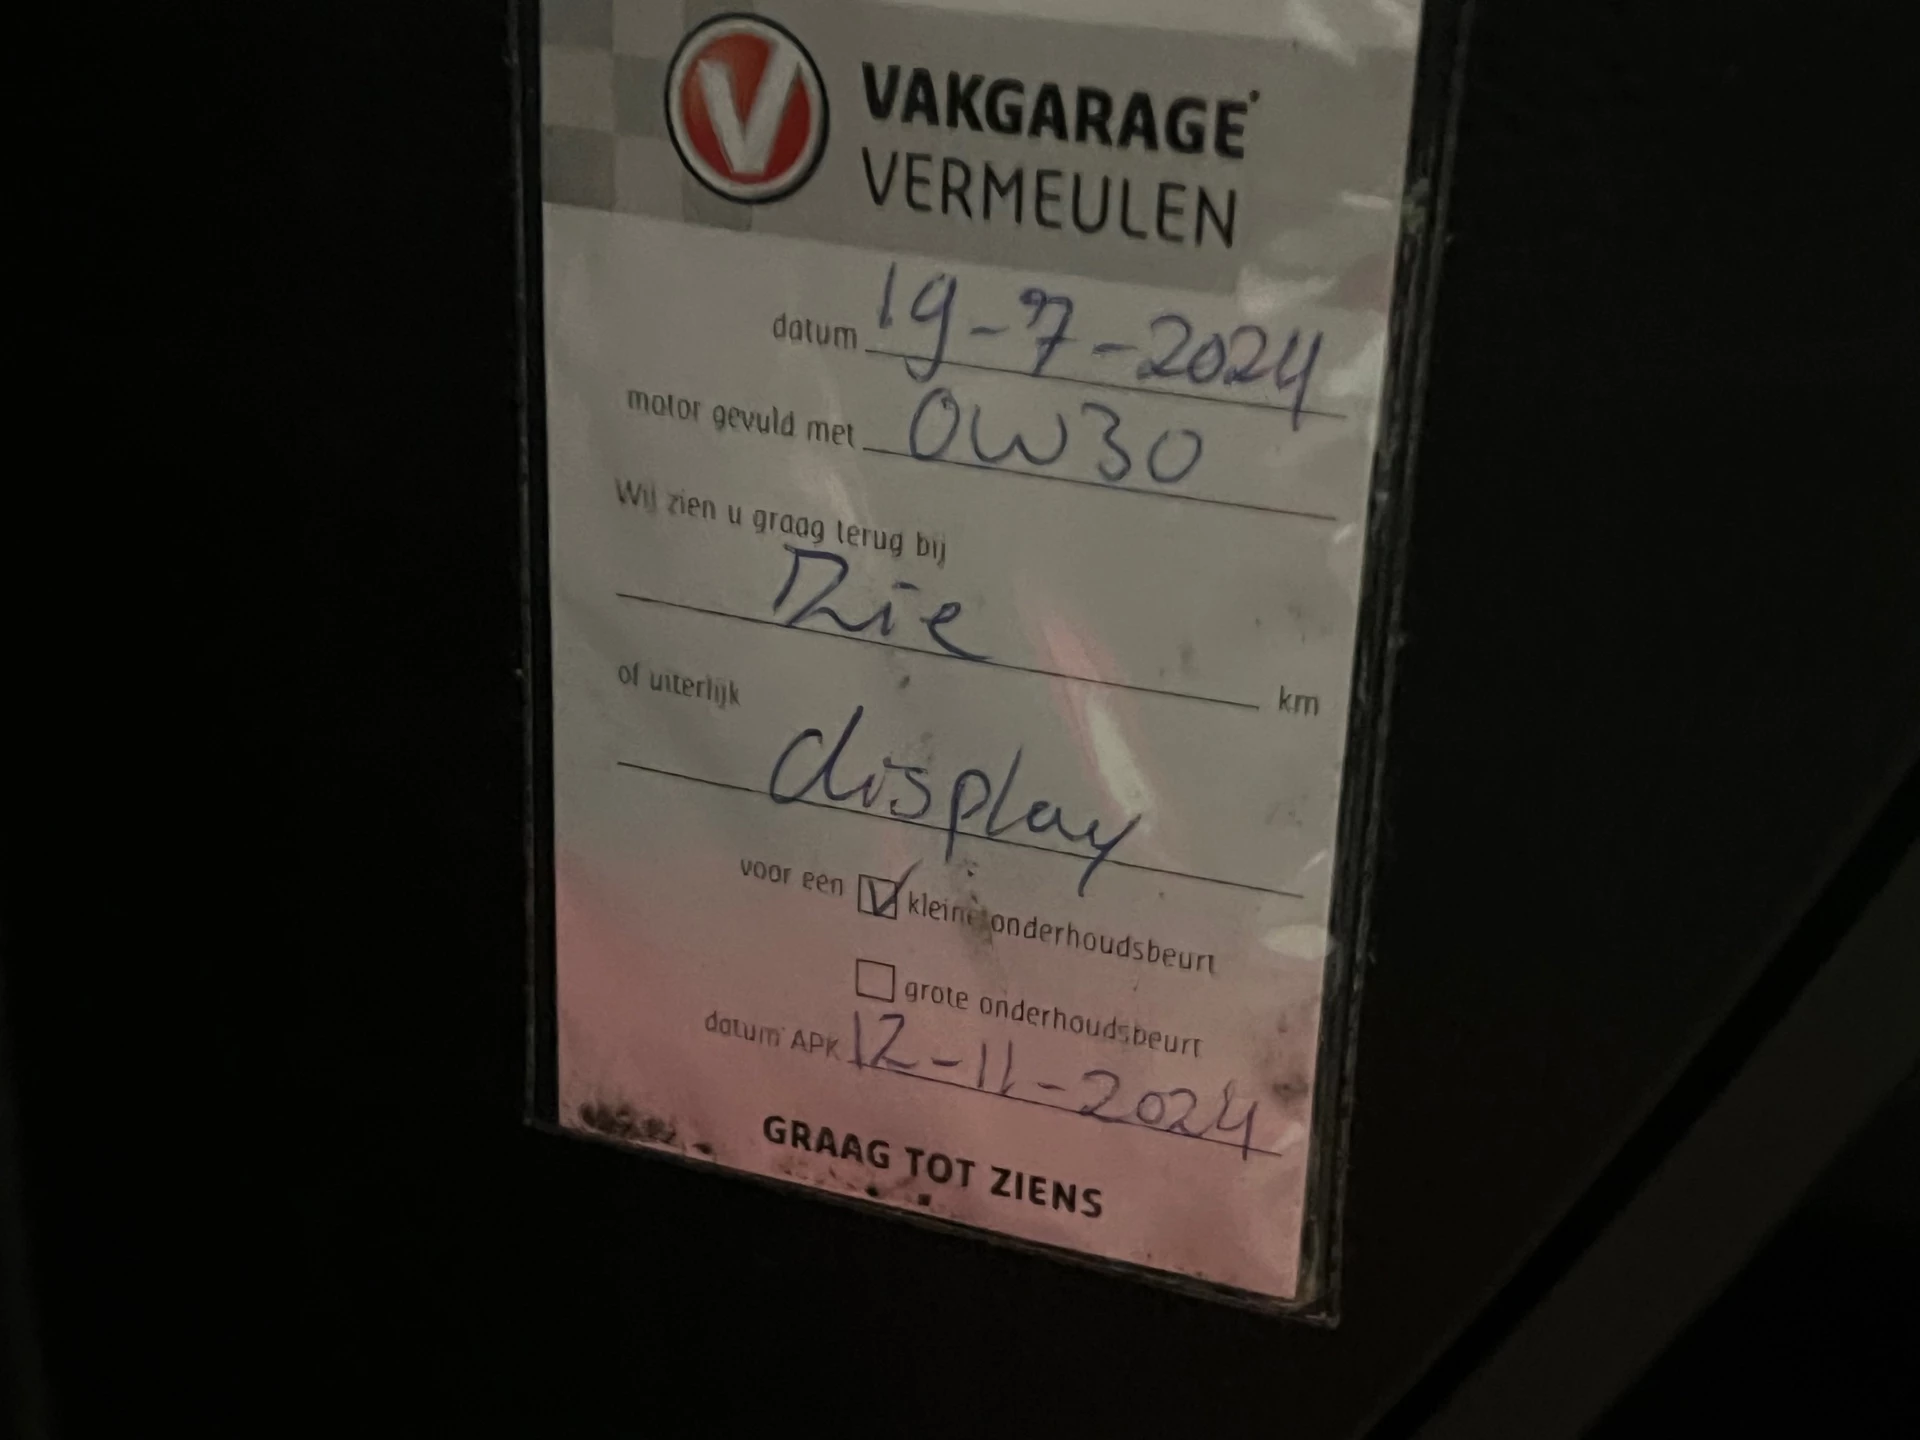 V VAKGARAGE
VERMEULEN
datum 19-7-2024
motor gevuld met 0W30
Wij zien u graag terug bij
Zie km
of uiterlijk
display
voor een kleine onderhoudsbeurt
grote onderhoudsbeurt
datum APK 12-11-2024
GRAAG TOT ZIENS